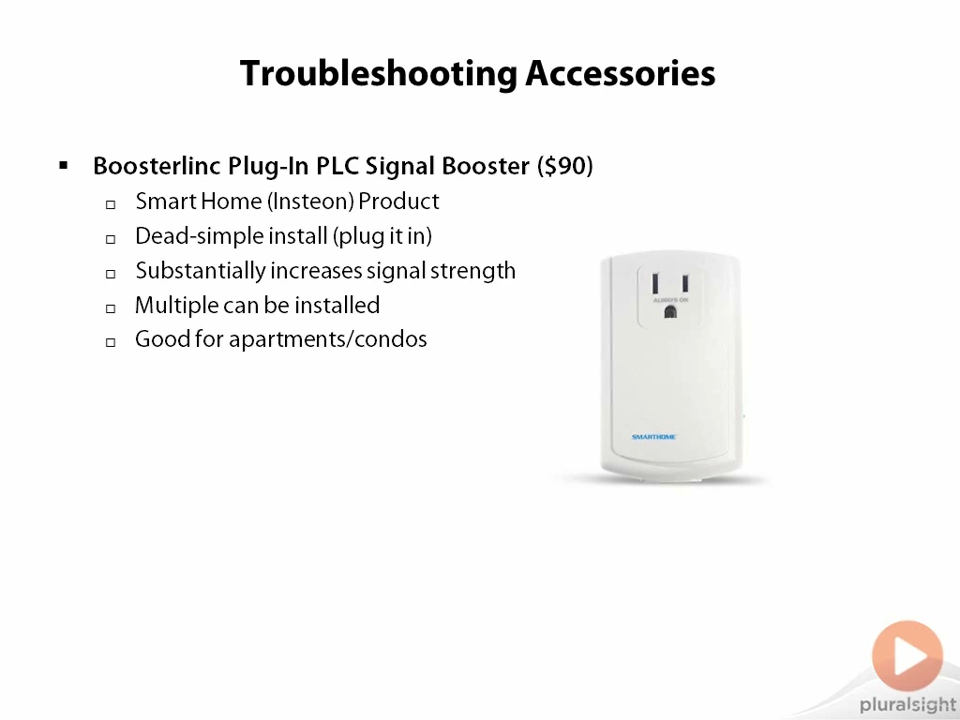 Troubleshooting Accessories
Boosterlinc Plug-In PLC Signal Booster ($90)
Smart Home (Insteon) Product
Dead-simple install (plug it in)
Substantially increases signal strength
Multiple can be installed
Good for apartments/condos
ALWAYS ON
SMARTHOME
pluralsight